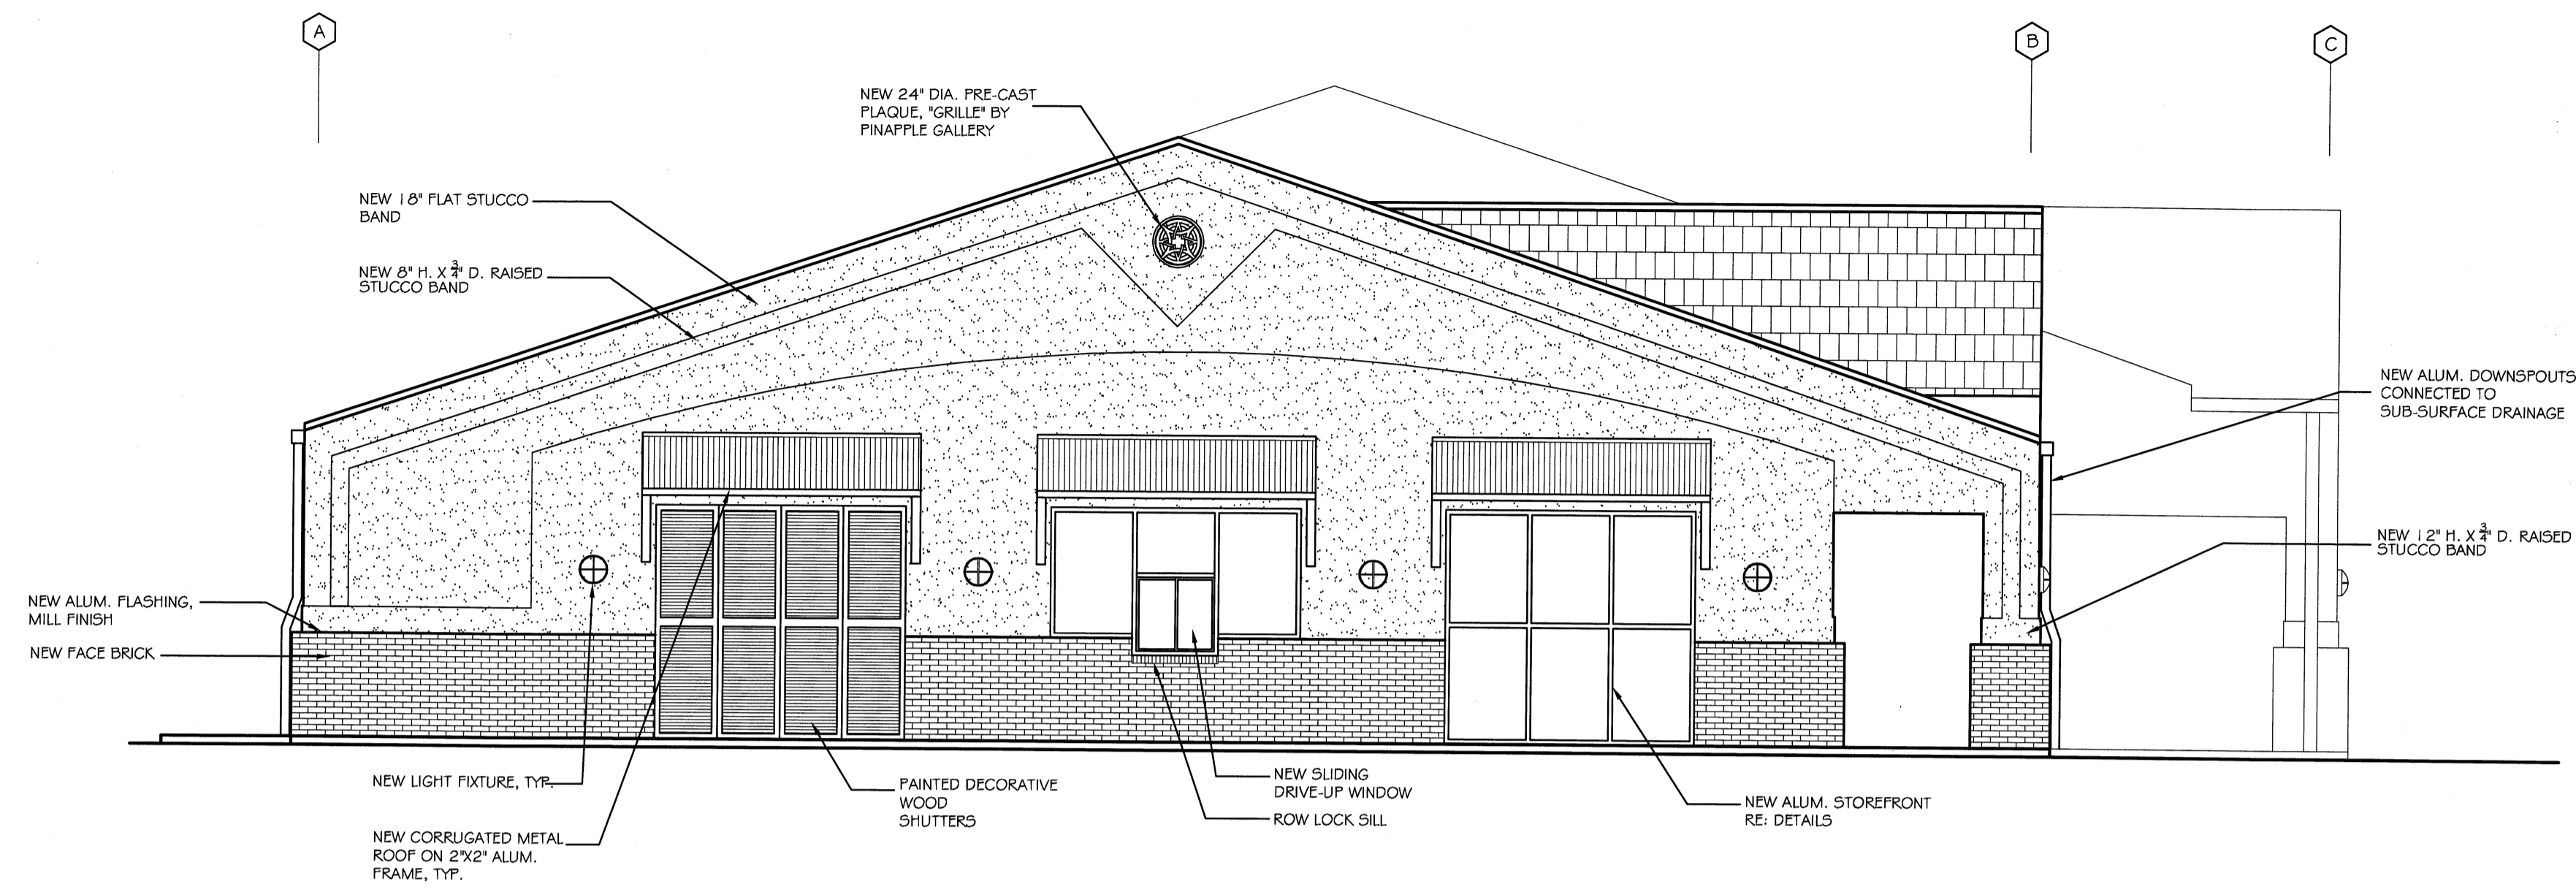 A
B
C
NEW 24" DIA. PRE-CAST
PLAQUE, "GRILLE" BY
PINAPPLE GALLERY
NEW 18" FLAT STUCCO
BAND
NEW 8" H. X 3/4" D. RAISED
STUCCO BAND
NEW ALUM. DOWNSPOUTS
CONNECTED TO
SUB-SURFACE DRAINAGE
NEW 12" H. X 3/4" D. RAISED
STUCCO BAND
NEW ALUM. FLASHING,
MILL FINISH
NEW FACE BRICK
NEW LIGHT FIXTURE, TYP.
NEW CORRUGATED METAL
ROOF ON 2"X2" ALUM.
FRAME, TYP.
PAINTED DECORATIVE
WOOD
SHUTTERS
NEW SLIDING
DRIVE-UP WINDOW
ROW LOCK SILL
NEW ALUM. STOREFRONT
RE: DETAILS